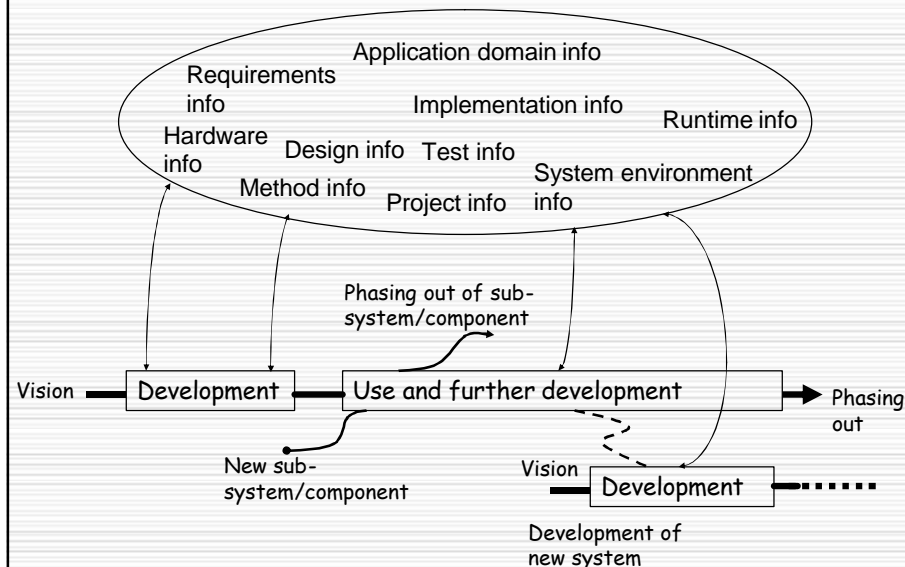 Application domain info
Requirements
info
Implementation info
Runtime info
Hardware
info
Design info
Test info
System environment
info
Method info
Project info
Phasing out of sub-
system/component
Vision
Development
Use and further development
Phasing
out
New sub-
system/component
Vision
Development
Development of
new system